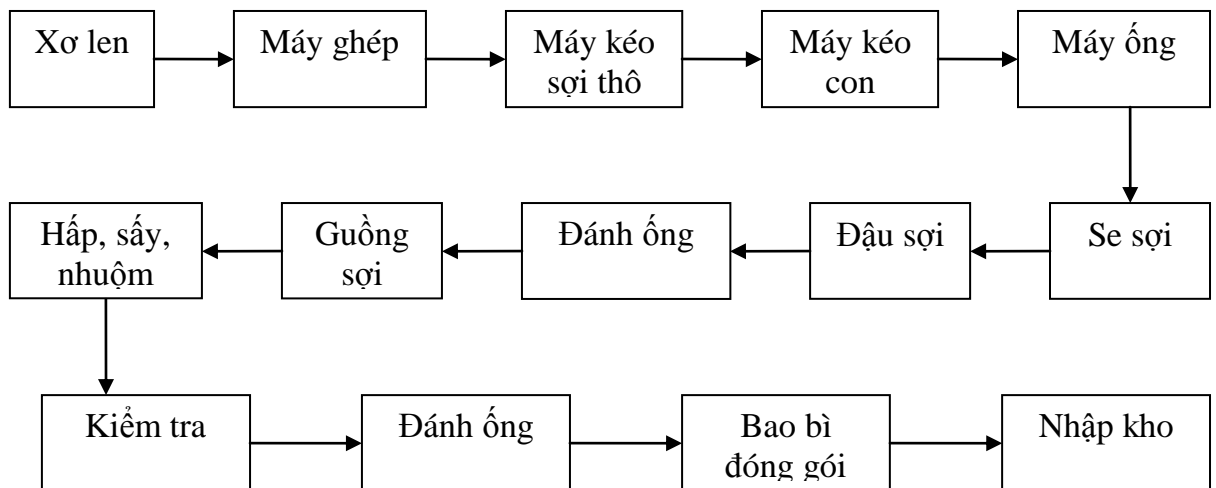 Xơ len
Máy ghép
Máy kéo
sợi thô
Máy kéo
con
Máy ống
Se sợi
Đậu sợi
Đánh ống
Guồng
sợi
Hấp, sấy,
nhuộm
Kiểm tra
Đánh ống
Bao bì
đóng gói
Nhập kho